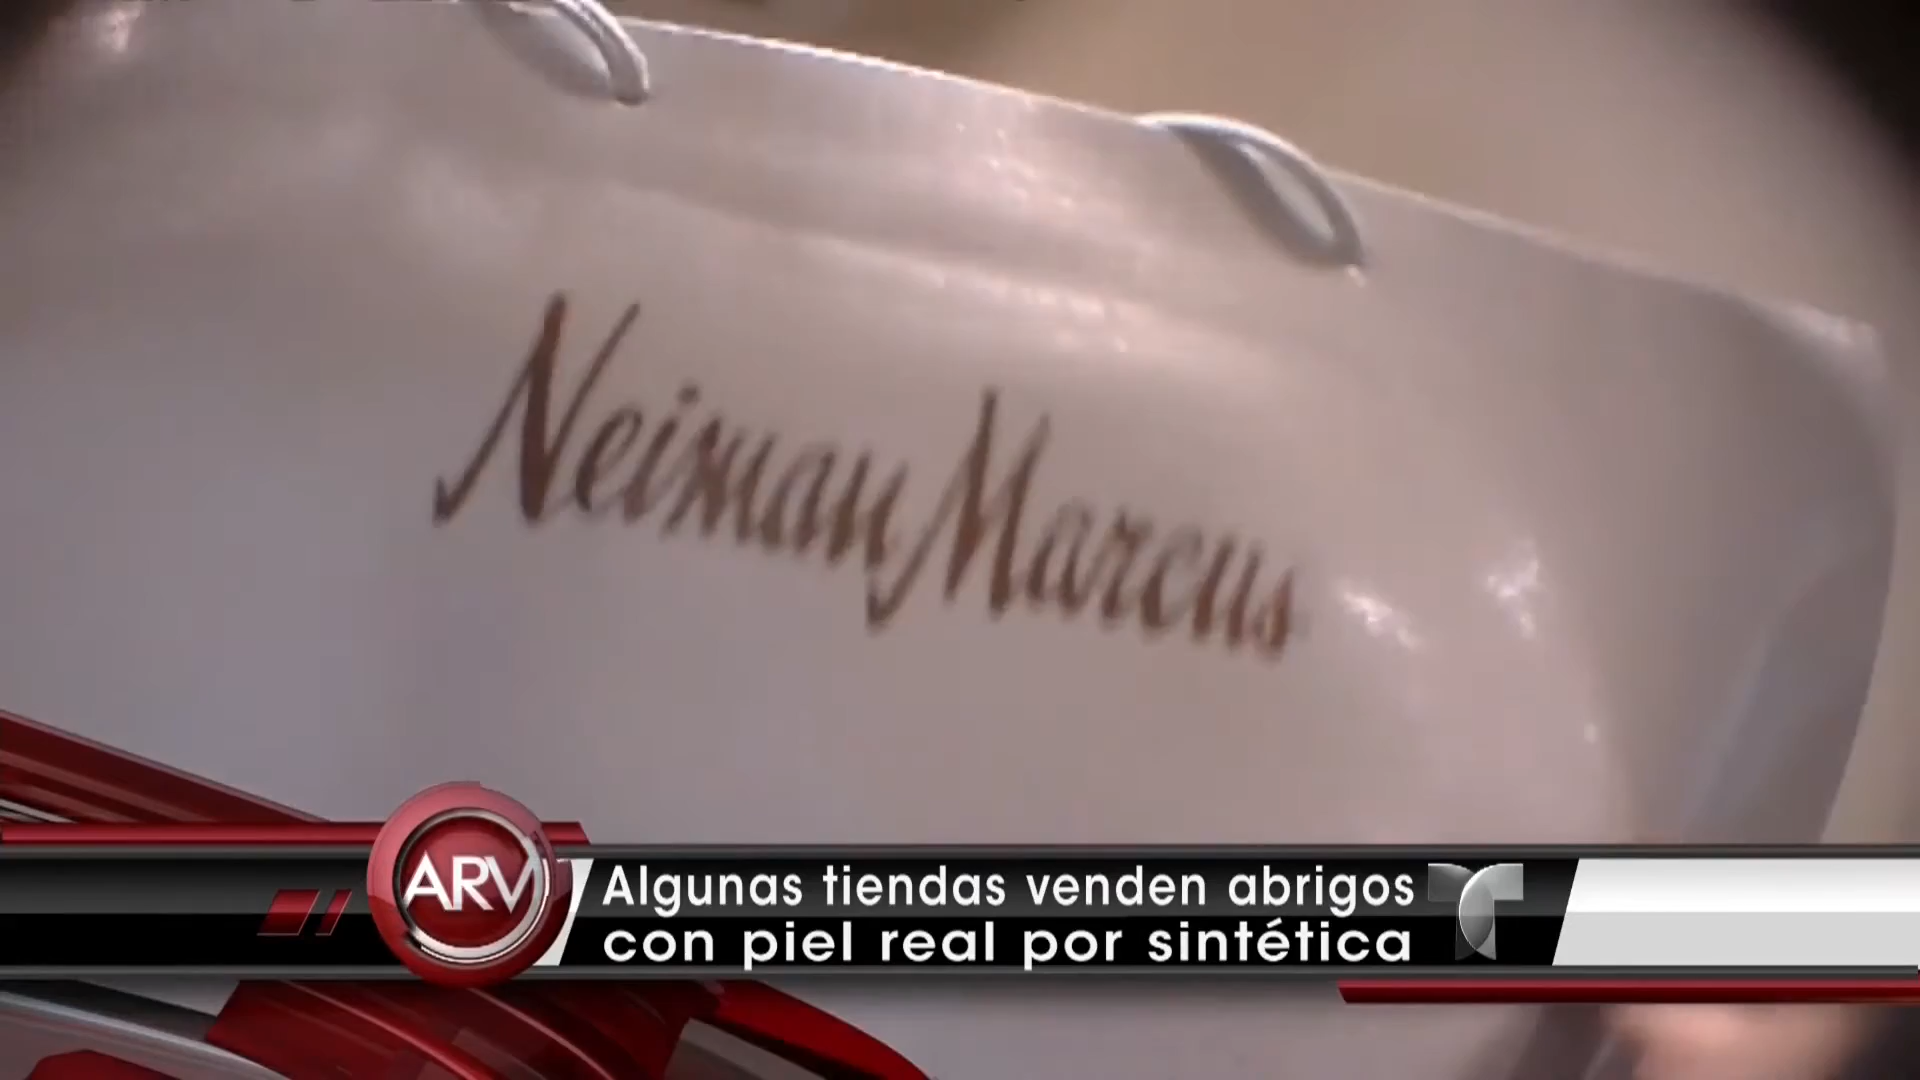 Neiman Marcus
ARV
Algunas tiendas venden abrigos
con piel real por sintética